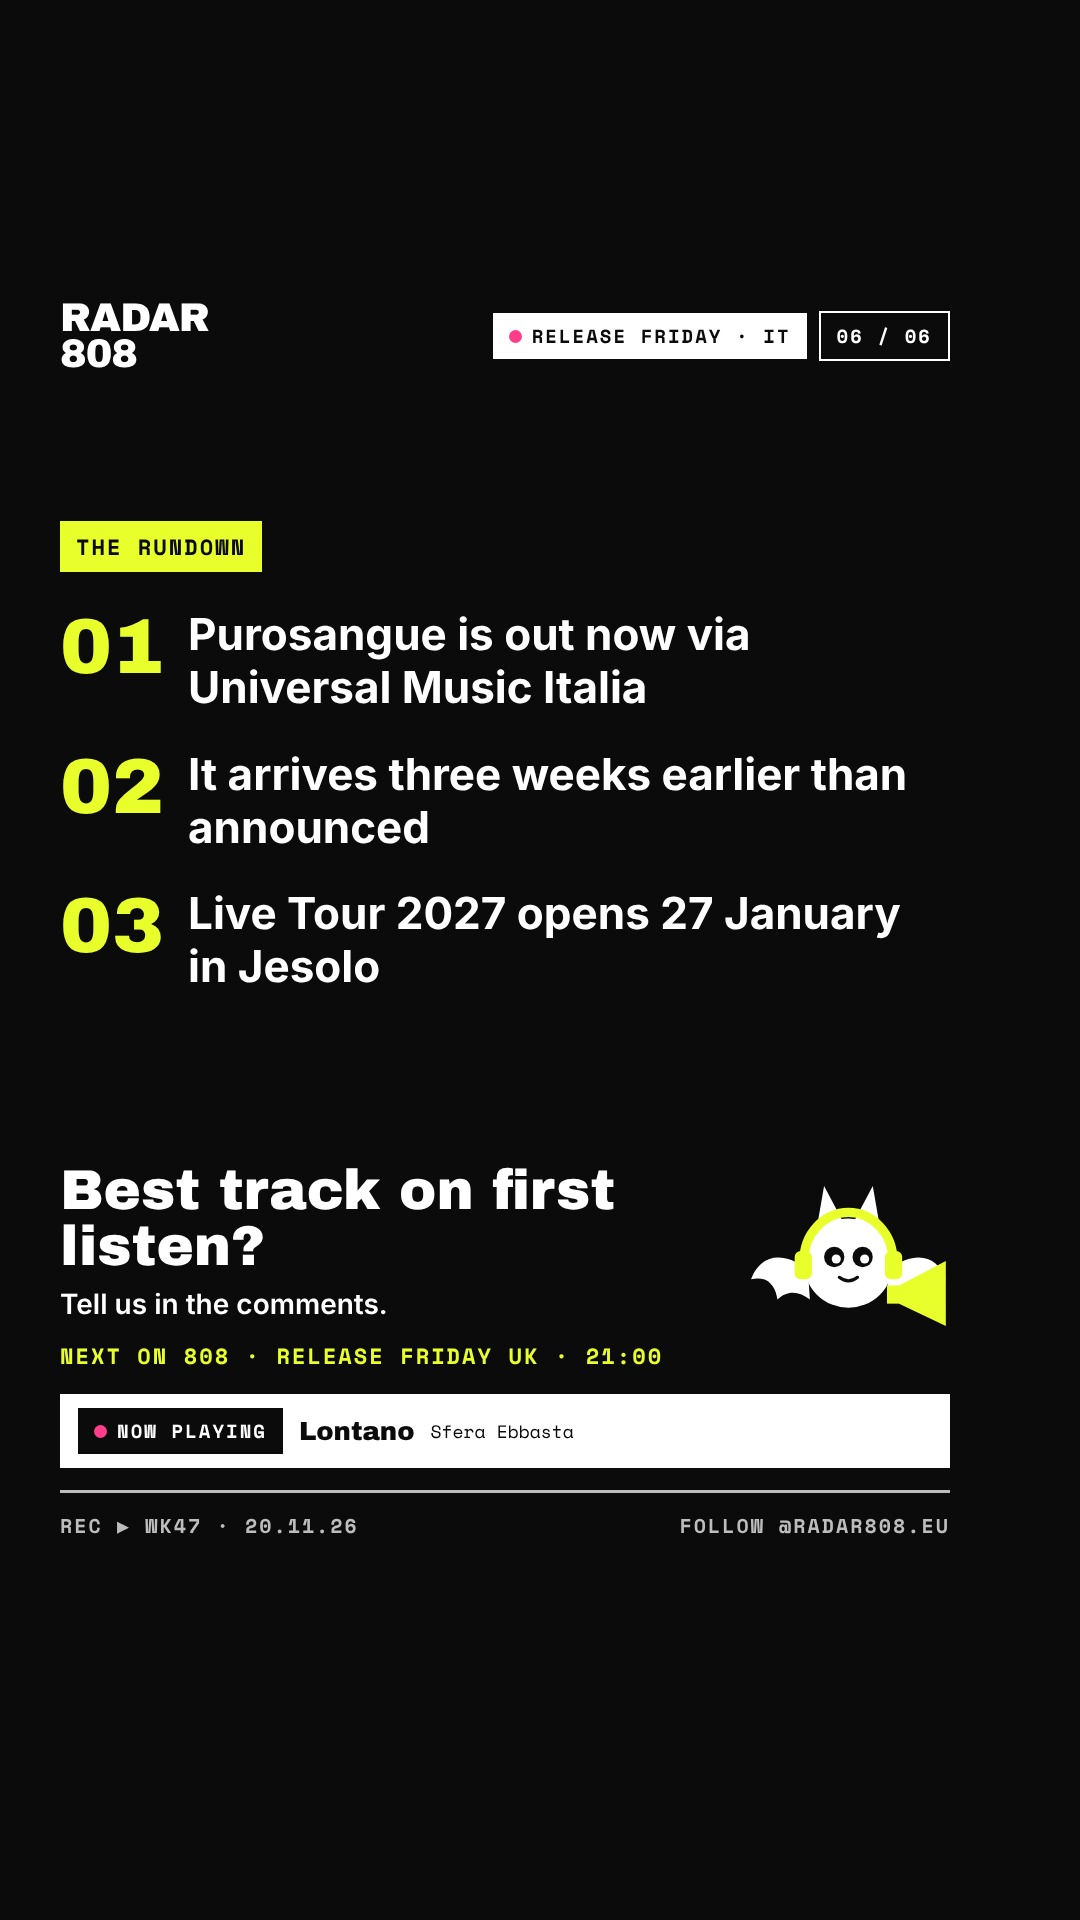 RADAR
808
RELEASE FRIDAY · IT
06 / 06
THE RUNDOWN
01 Purosangue is out now via
Universal Music Italia
02 It arrives three weeks earlier than
announced
03 Live Tour 2027 opens 27 January
in Jesolo
Best track on first
listen?
Tell us in the comments.
NEXT ON 808 · RELEASE FRIDAY UK · 21:00
NOW PLAYING Lontano Sfera Ebbasta
REC ▶ WK47 · 20.11.26
FOLLOW @RADAR808.EU